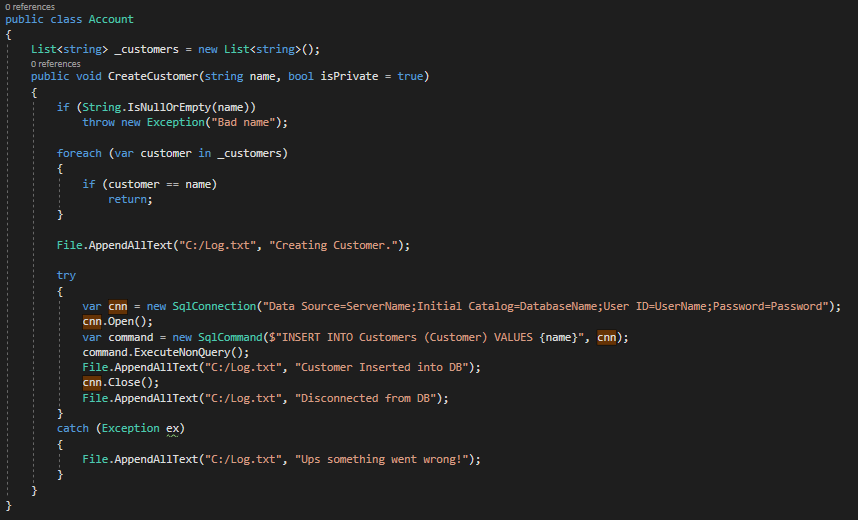 0 references
public class Account
{
List<string> _customers = new List<string>();
0 references
public void CreateCustomer(string name, bool isPrivate = true)
{
if (String.IsNullOrEmpty(name))
throw new Exception("Bad name");
foreach (var customer in _customers)
{
if (customer == name)
return;
}
File.AppendAllText("C:/Log.txt", "Creating Customer.");
try
{
var cnn = new SqlConnection("Data Source=ServerName;Initial Catalog=DatabaseName;User ID=UserName;Password=Password");
cnn.Open();
var command = new SqlCommand($"INSERT INTO Customers (Customer) VALUES {name}", cnn);
command.ExecuteNonQuery();
File.AppendAllText("C:/Log.txt", "Customer Inserted into DB");
cnn.Close();
File.AppendAllText("C:/Log.txt", "Disconnected from DB");
}
catch (Exception ex)
{
File.AppendAllText("C:/Log.txt", "Ups something went wrong!");
}
}
}